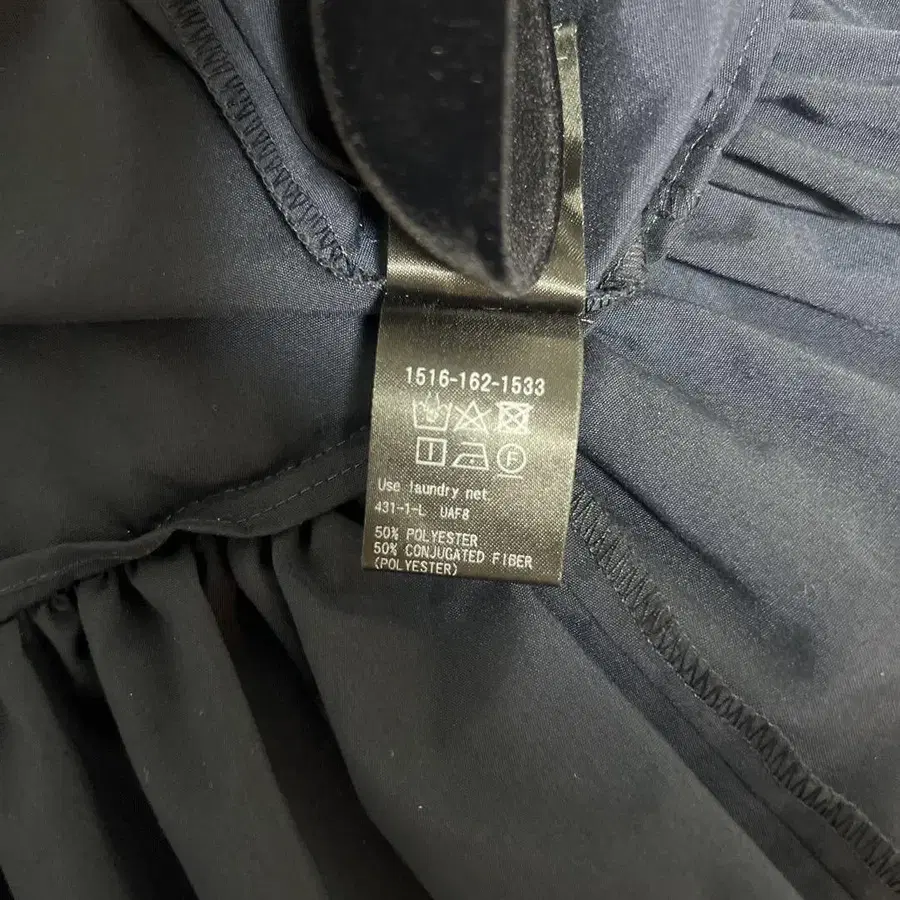 1516-162-1533
F
Use laundry net.
431-1-L UAF8
50% POLYESTER
50% CONJUGATED FIBER
(POLYESTER)